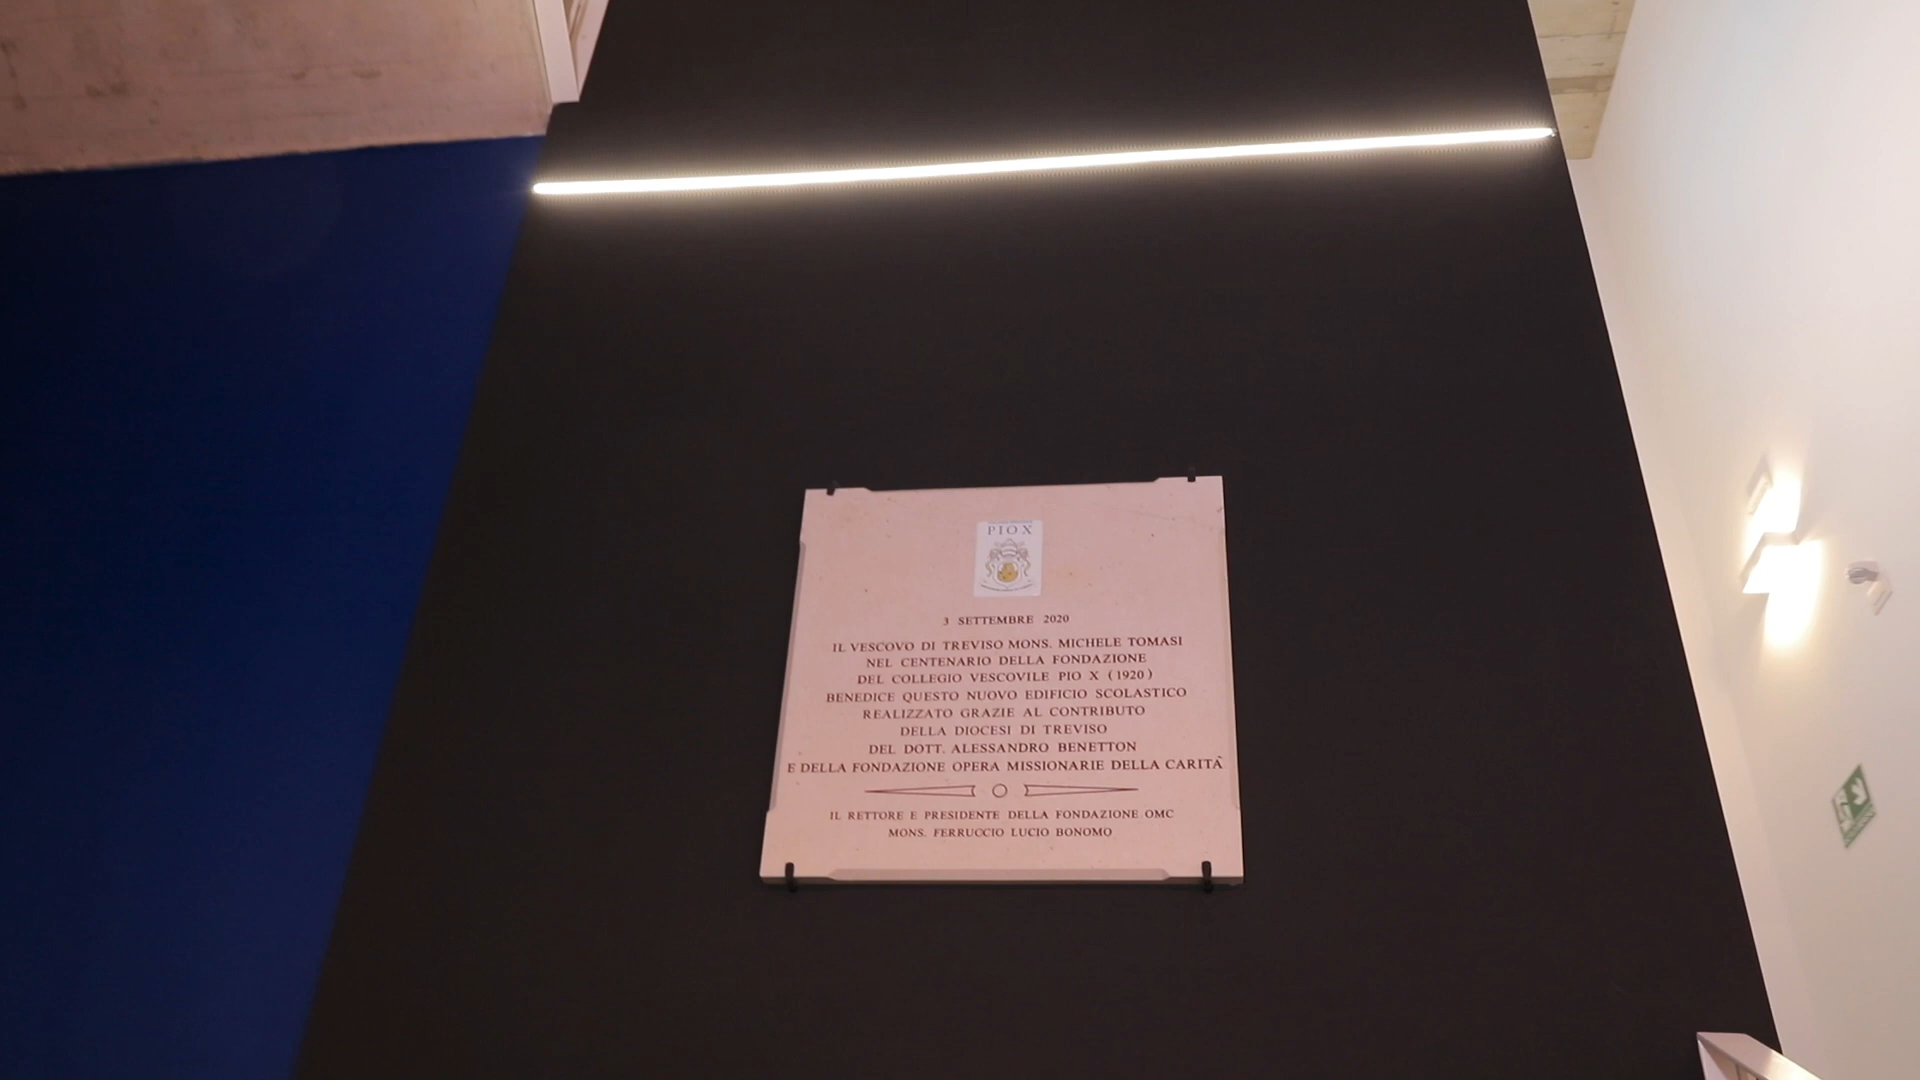 PIO X
3 SETTEMBRE 2020
IL VESCOVO DI TREVISO MONS. MICHELE TOMASI
NEL CENTENARIO DELLA FONDAZIONE
DEL COLLEGIO VESCOVILE PIO X (1920)
BENEDICE QUESTO NUOVO EDIFICIO SCOLASTICO
REALIZZATO GRAZIE AL CONTRIBUTO
DELLA DIOCESI DI TREVISO
DEL DOTT. ALESSANDRO BENETTON
E DELLA FONDAZIONE OPERA MISSIONARIE DELLA CARITÀ
IL RETTORE E PRESIDENTE DELLA FONDAZIONE OMC
MONS. FERRUCCIO LUCIO BONOMO